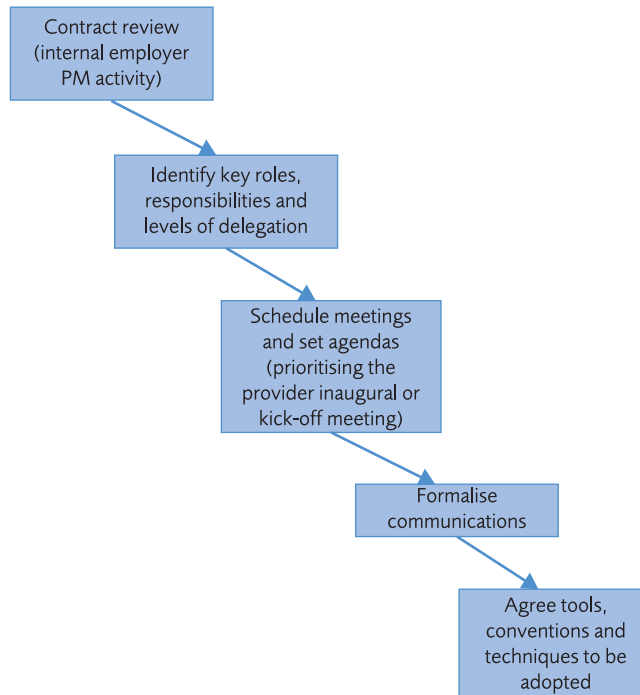 Contract review
(internal employer
PM activity)
Identify key roles,
responsibilities and
levels of delegation
Schedule meetings
and set agendas
(prioritising the
provider inaugural or
kick-off meeting)
Formalise
communications
Agree tools,
conventions and
techniques to be
adopted